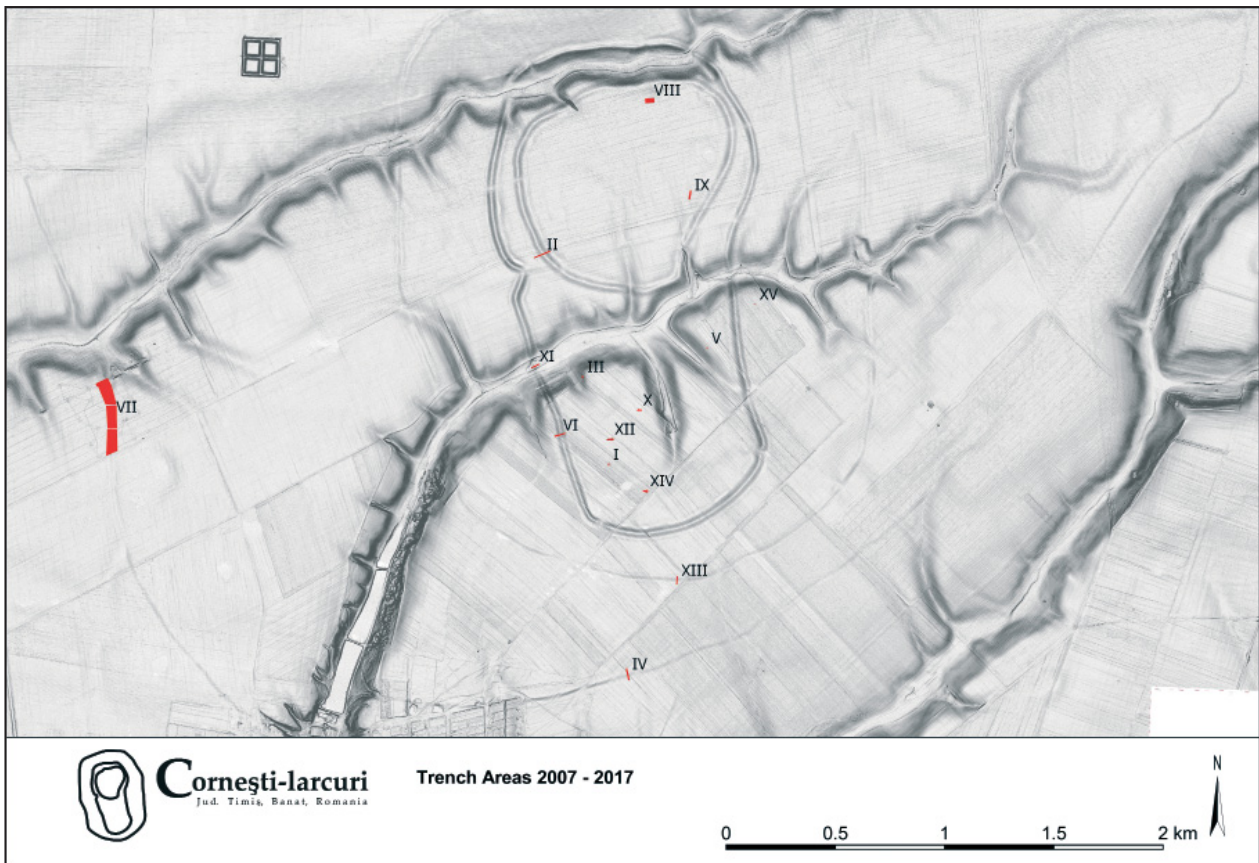 VIII
IX
II
XV
V
XI
III
VII
X
VI
XII
I
XIV
XIII
IV
Corneşti-Iarcuri
Jud. Timiş, Banat, Romania
Trench Areas 2007 - 2017
N
0 0.5 1 1.5 2 km